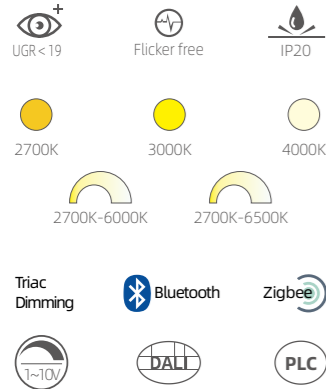 UGR<19
Flicker free
IP20
2700K
3000K
4000K
2700K-6000K
2700K-6500K
Triac
Dimming
Bluetooth
Zigbee
1~10V
DALI
PLC